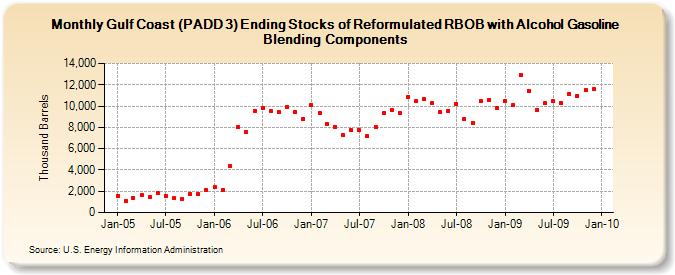 Monthly Gulf Coast (PADD 3) Ending Stocks of Reformulated RBOB with Alcohol Gasoline
Blending Components
Thousand Barrels
14,000
12,000
10,000
8,000
6,000
4,000
2,000
0
Jan-05 Jul-05 Jan-06 Jul-06 Jan-07 Jul-07 Jan-08 Jul-08 Jan-09 Jul-09 Jan-10
Source: U.S. Energy Information Administration